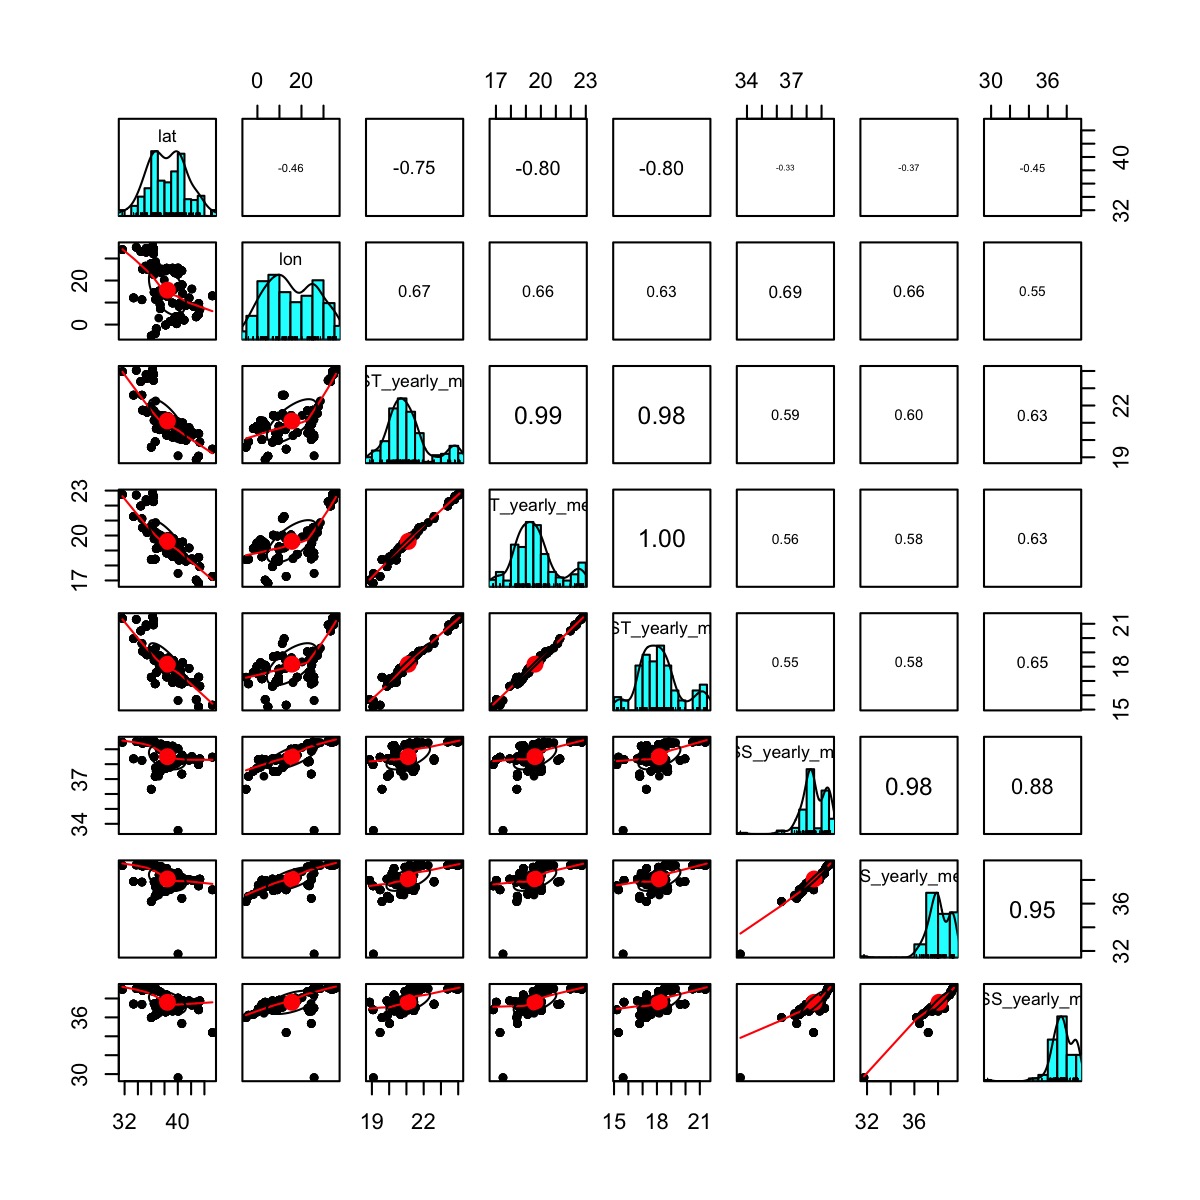 0 20 17 20 23 34 37 30 36
lat -0.46 -0.75 -0.80 -0.80 -0.33 -0.37 -0.45 32 40
0 20 lon 0.67 0.66 0.63 0.69 0.66 0.55
ST_yearly_m 0.99 0.98 0.59 0.60 0.63 19 22
17 20 23 T_yearly_me 1.00 0.56 0.58 0.63
ST_yearly_m 0.55 0.58 0.65 15 18 21
34 37 SS_yearly_m 0.98 0.88
S_yearly_me 0.95 32 36
30 36 SS_yearly_m
32 40 19 22 15 18 21 32 36